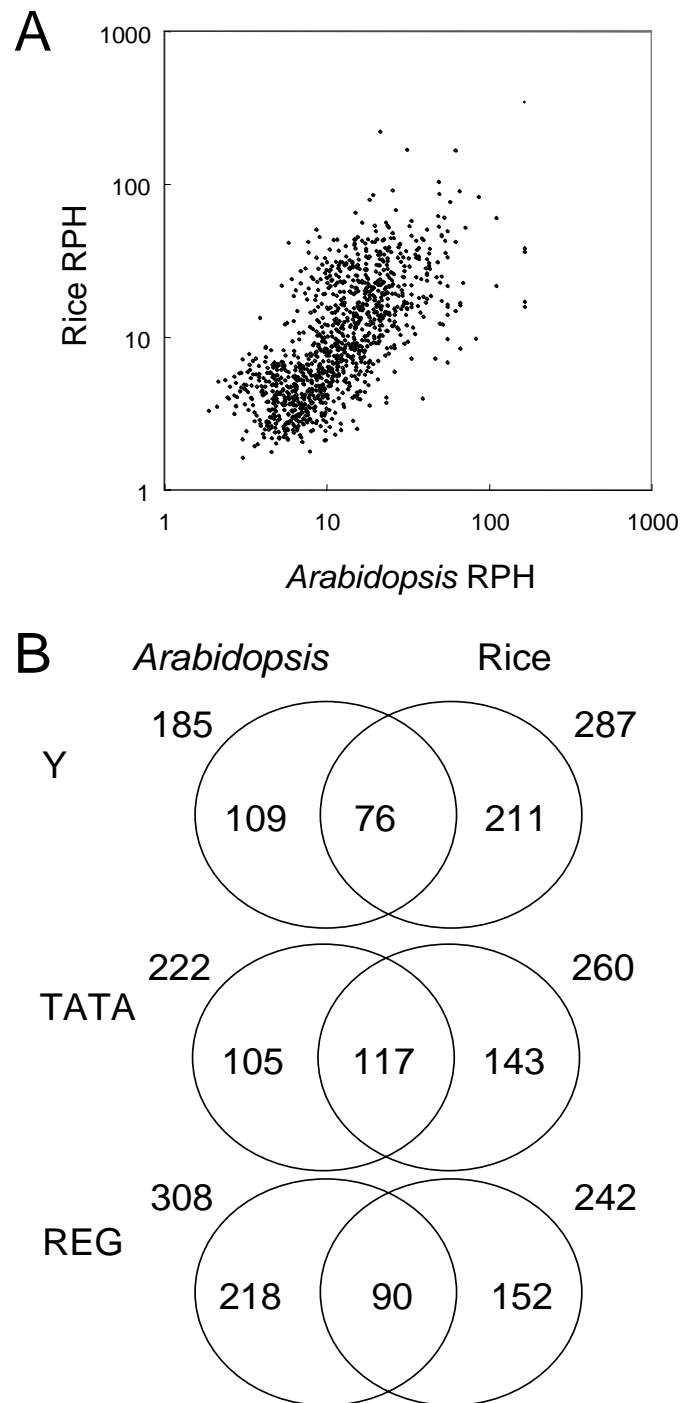 A
1000
100
10
1
Rice RPH
1 10 100 1000
Arabidopsis RPH
B
Arabidopsis Rice
185 287
Y
109 76 211
222 260
TATA
105 117 143
308 242
REG
218 90 152